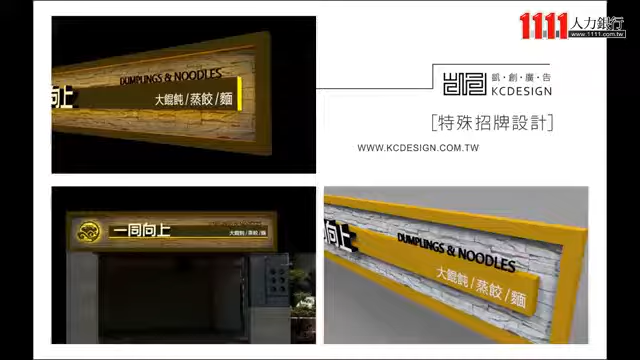 1111人力銀行
www.1111.com.tw
凱·創·廣·告
KCDESIGN
[特殊招牌設計]
WWW.KCDESIGN.COM.TW
DUMPLINGS & NOODLES
向上
大餛飩/蒸餃/麵
一同向上
大餛飩/蒸餃/麵
DUMPLINGS & NOODLES
向上
大餛飩/蒸餃/麵